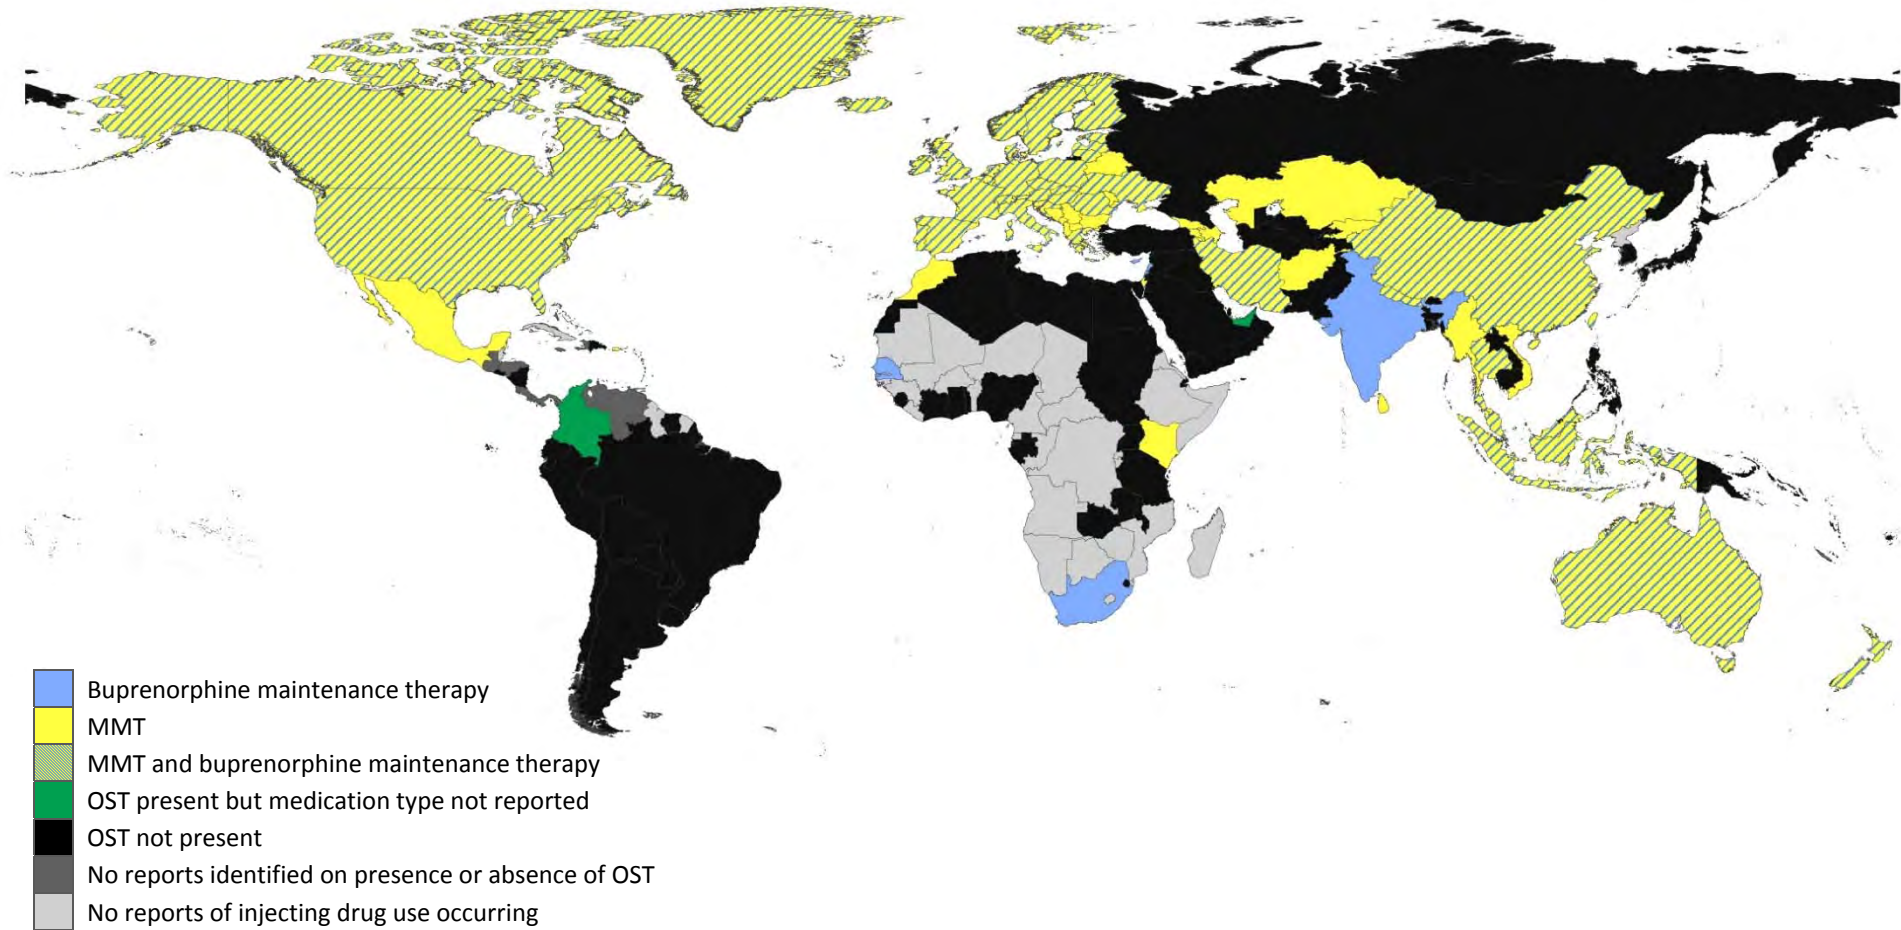 Buprenorphine maintenance therapy
MMT
MMT and buprenorphine maintenance therapy
OST present but medication type not reported
OST not present
No reports identified on presence or absence of OST
No reports of injecting drug use occurring